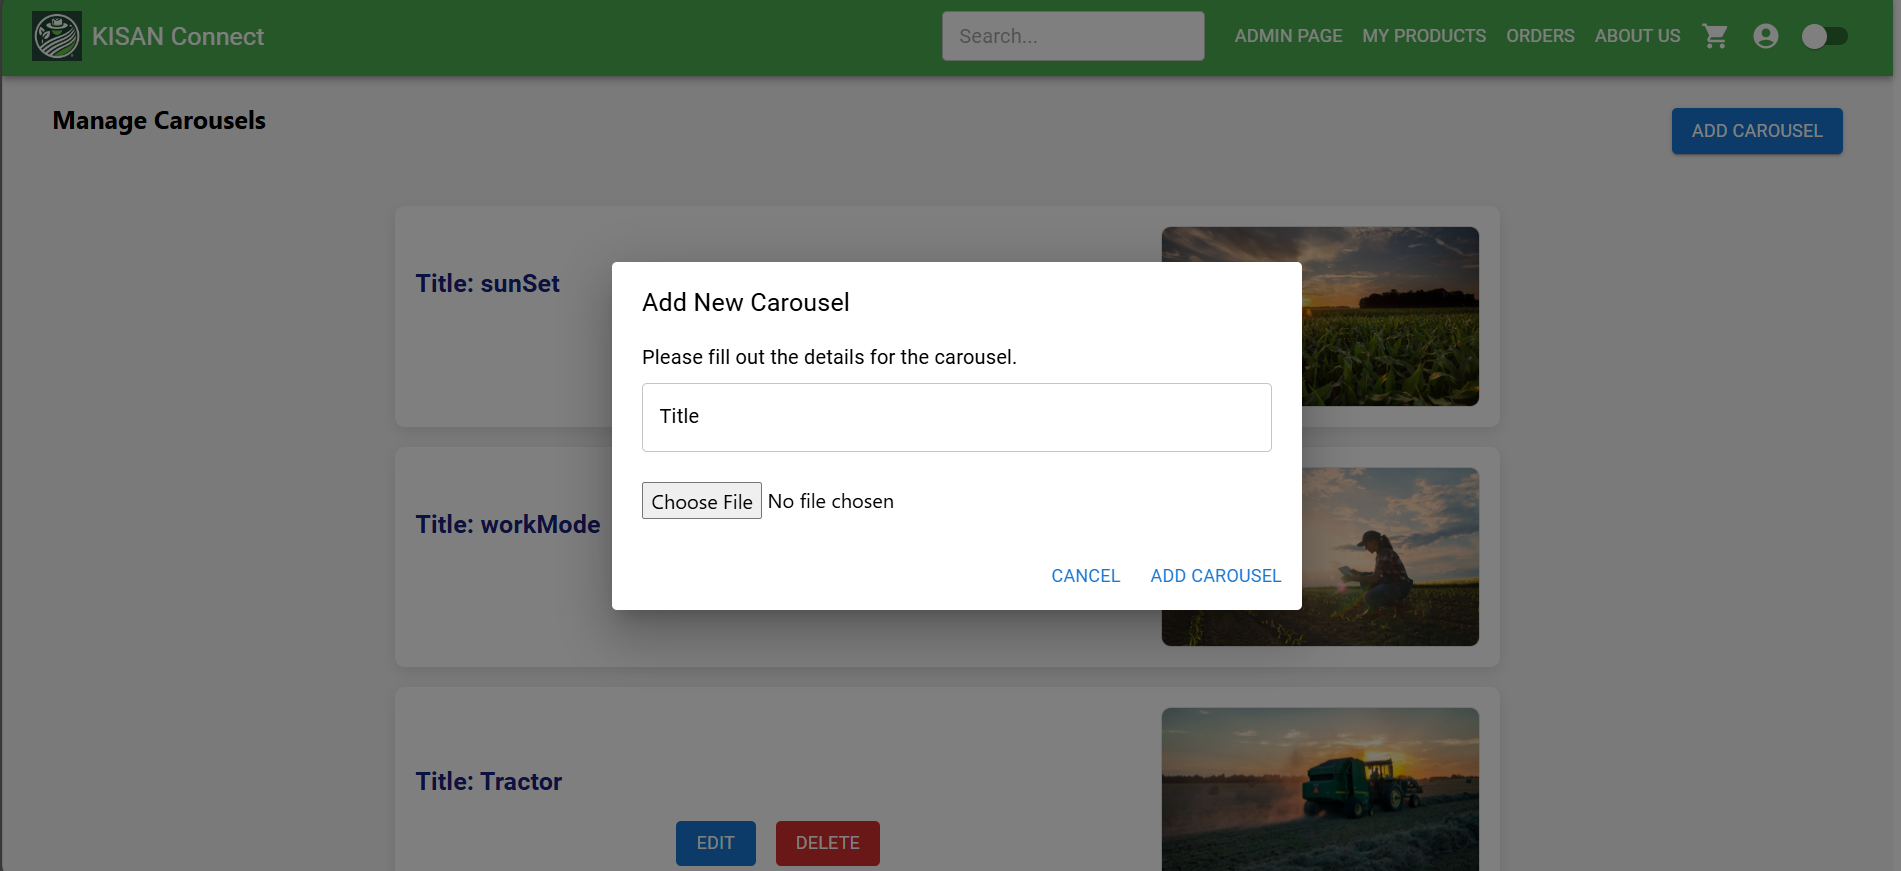 KISAN Connect
Search...
ADMIN PAGE
MY PRODUCTS
ORDERS
ABOUT US
Manage Carousels
ADD CAROUSEL
Title: sunSet
Add New Carousel
Please fill out the details for the carousel.
Title
Choose File No file chosen
CANCEL
ADD CAROUSEL
Title: workMode
Title: Tractor
EDIT
DELETE